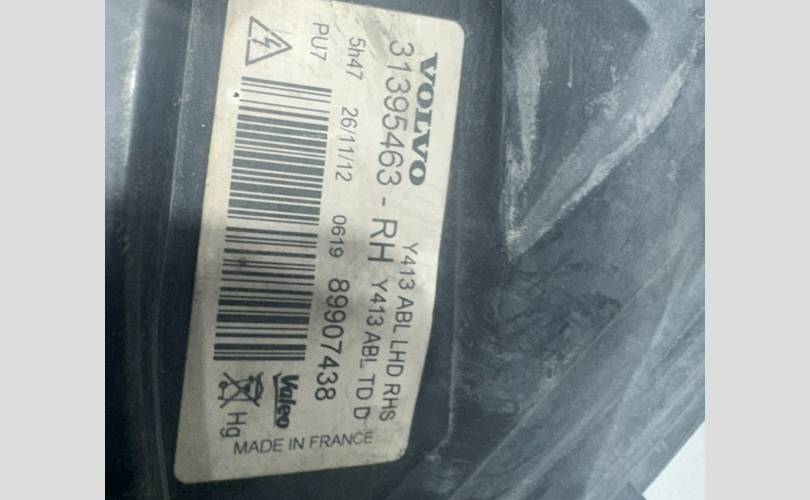 VOLVO
31395463 - RH
Y413 ABL LHD RHS
Y413 ABL TD D
5h47 26/11/12 0619 89907438
PU7
Valeo
Hg
MADE IN FRANCE